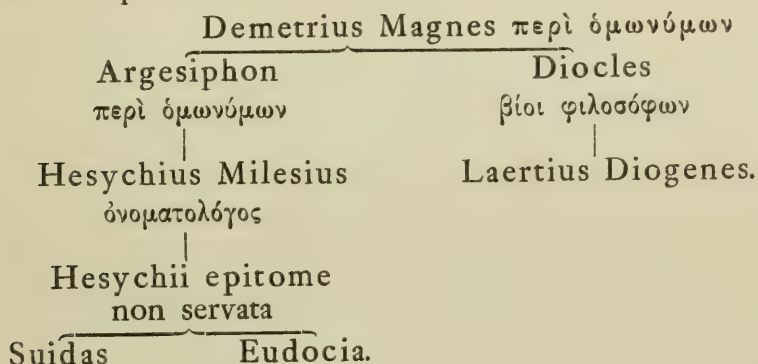 Demetrius Magnes περὶ ὁμωνύμων
Argesiphon Diocles
περὶ ὁμωνύμων βίοι φιλοσόφων
Hesychius Milesius Laertius Diogenes.
ὀνοματολόγος
Hesychii epitome
non servata
Suidas Eudocia.